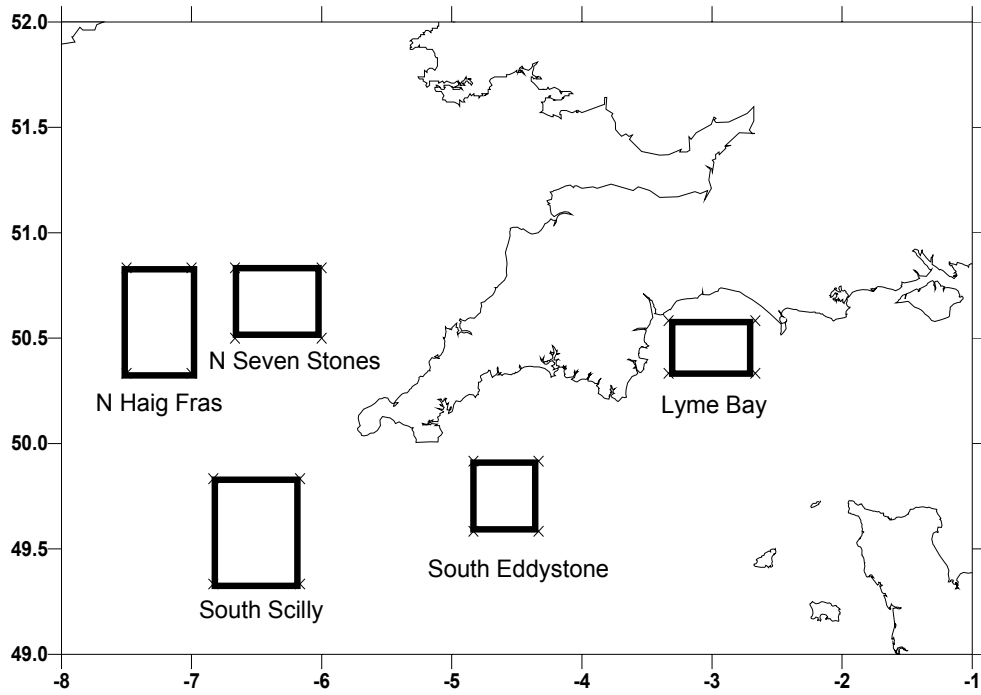 52.0
51.5
51.0
50.5
N Seven Stones
N Haig Fras
Lyme Bay
50.0
49.5
South Eddystone
South Scilly
49.0
-8 -7 -6 -5 -4 -3 -2 -1